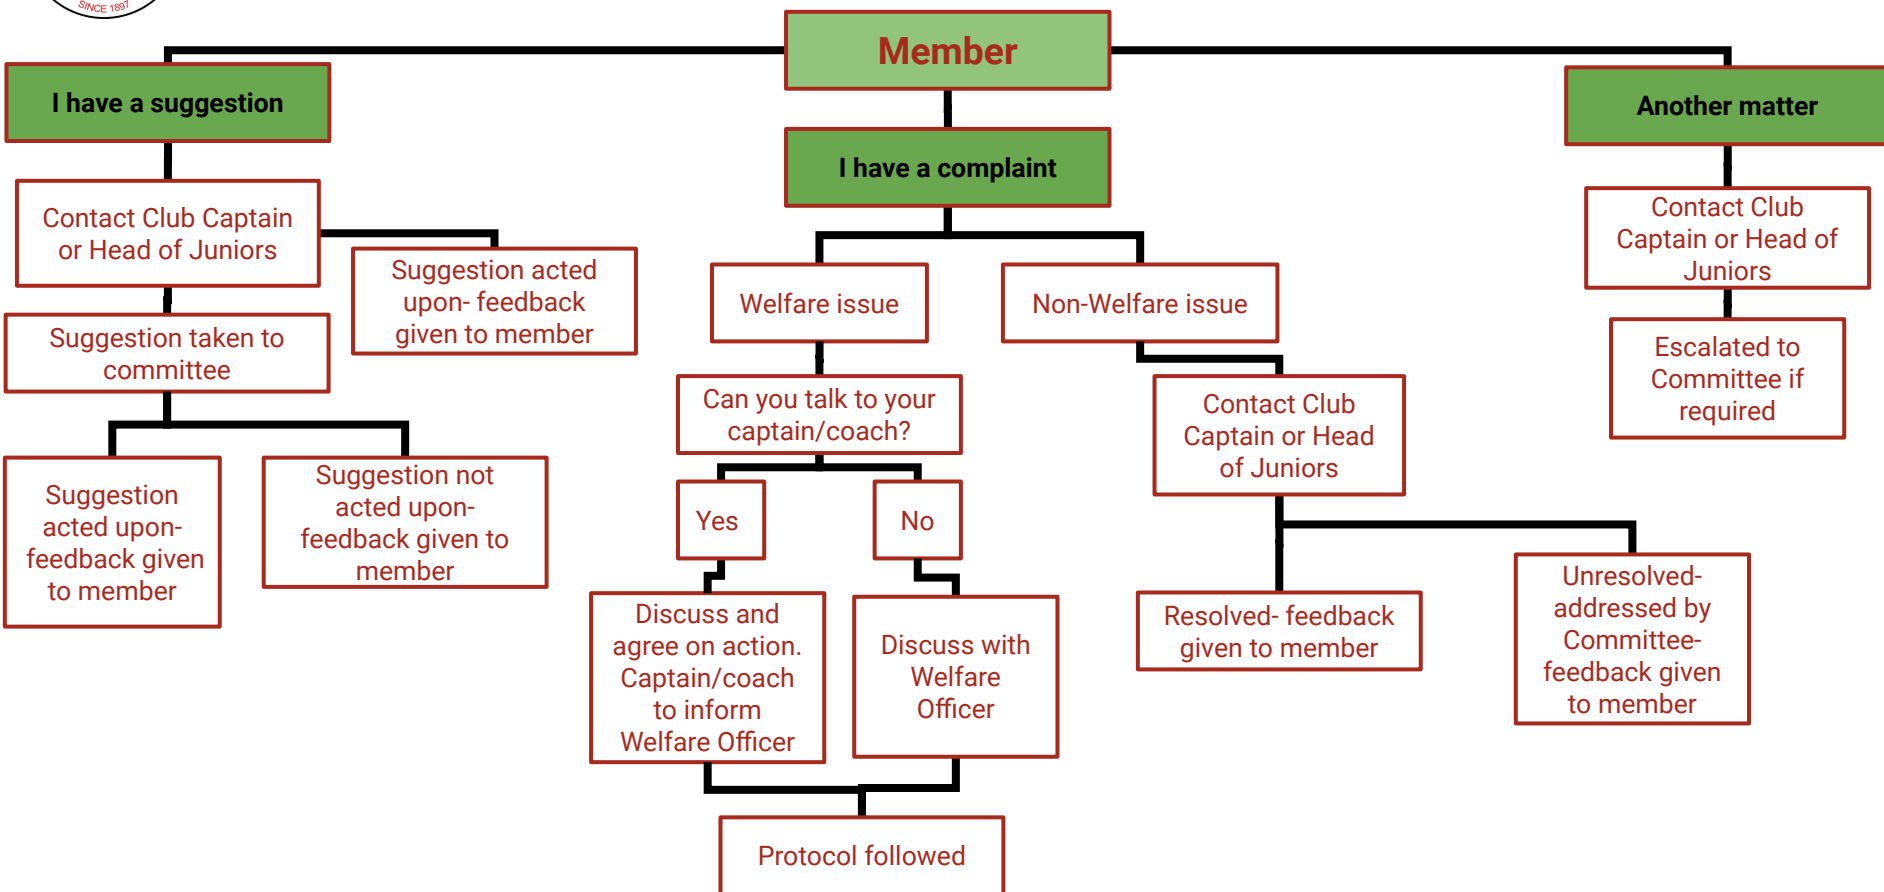 SINCE 1897
Member
I have a suggestion
Another matter
I have a complaint
Contact Club Captain
or Head of Juniors
Suggestion acted
upon- feedback
given to member
Suggestion taken to
committee
Suggestion
acted upon-
feedback given
to member
Suggestion not
acted upon-
feedback given to
member
Welfare issue
Non-Welfare issue
Can you talk to your
captain/coach?
Yes
No
Discuss and
agree on action.
Captain/coach
to inform
Welfare Officer
Discuss with
Welfare
Officer
Protocol followed
Contact Club
Captain or Head
of Juniors
Resolved- feedback
given to member
Unresolved-
addressed by
Committee-
feedback given
to member
Contact Club
Captain or Head of
Juniors
Escalated to
Committee if
required